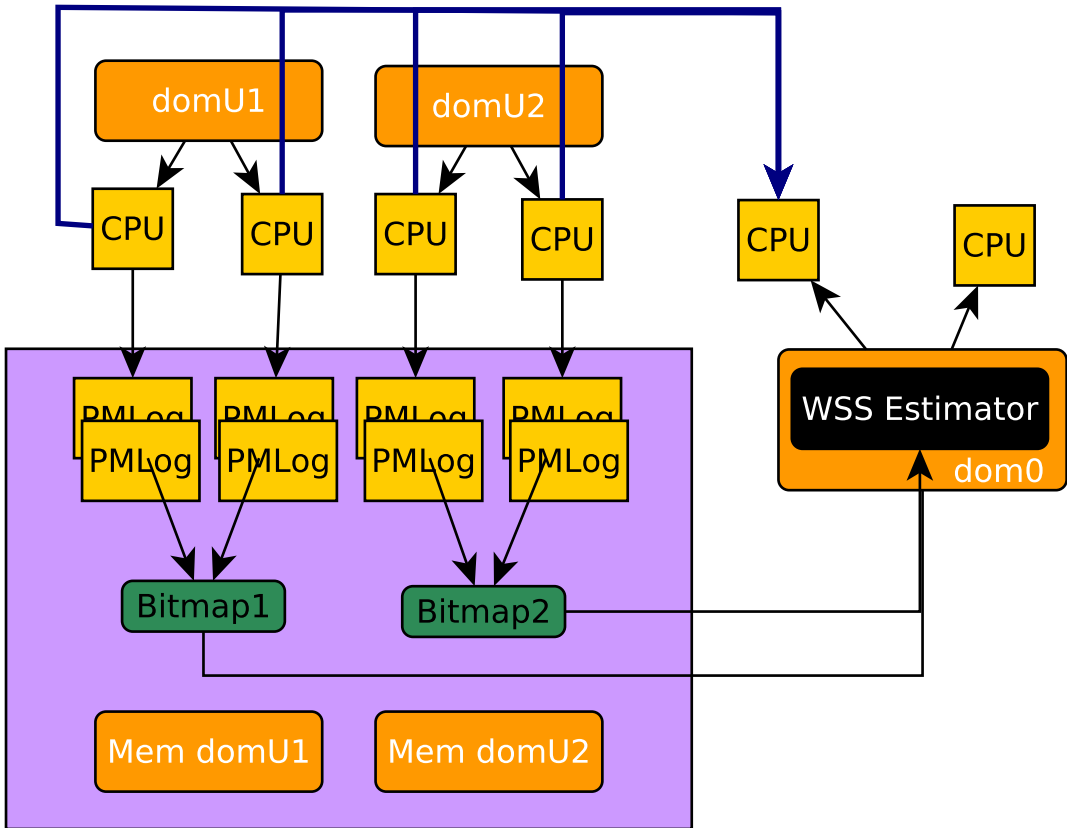 domU1
domU2
CPU
CPU
CPU
CPU
CPU
CPU
PMLog
PMLog
PMLog
PMLog
WSS Estimator
PMLog
PMLog
PMLog
PMLog
dom0
Bitmap1
Bitmap2
Mem domU1
Mem domU2